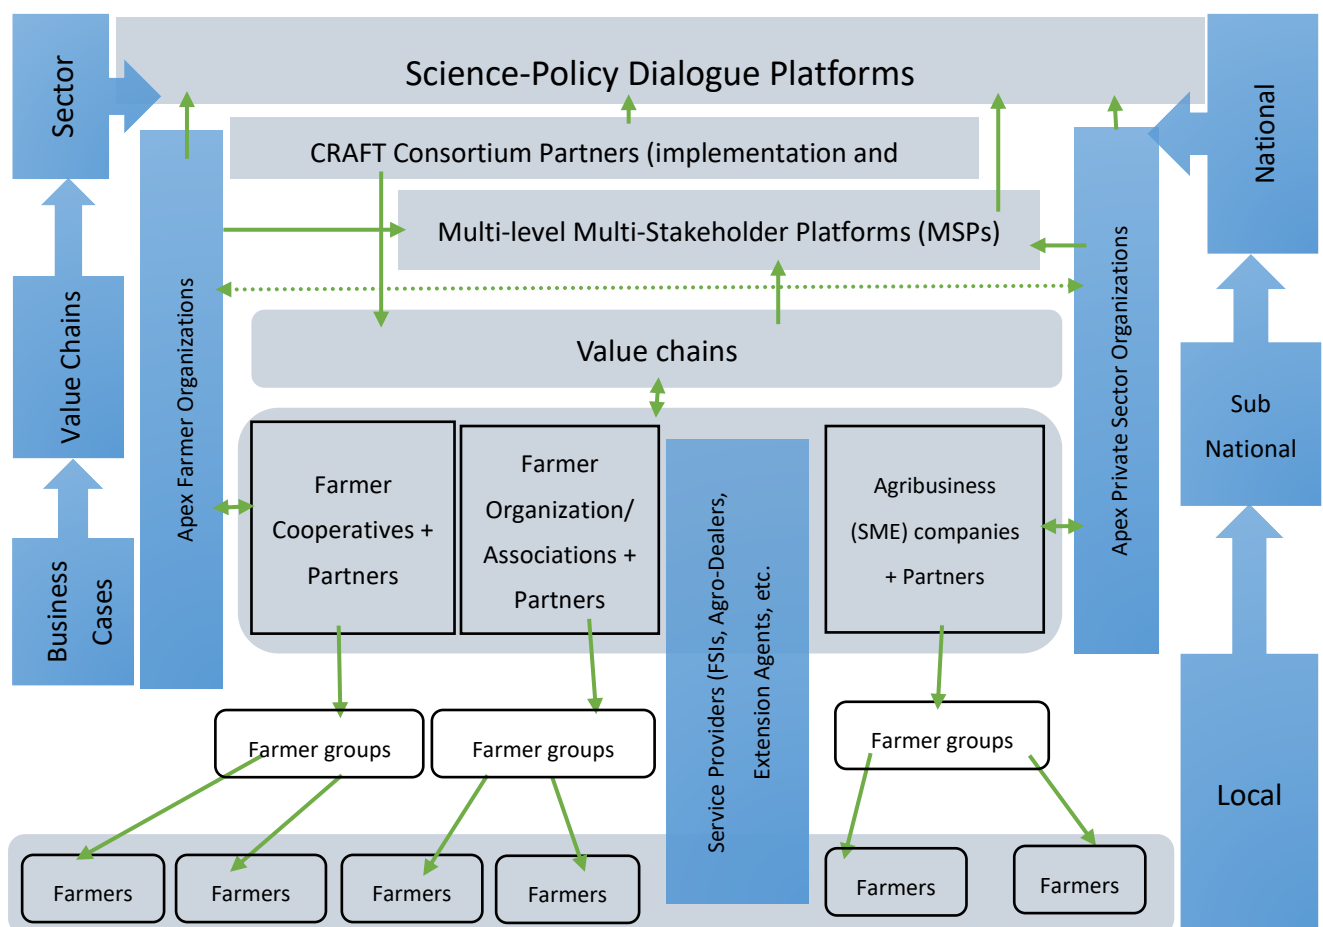 Science-Policy Dialogue Platforms
Sector
National
CRAFT Consortium Partners (implementation and
Multi-level Multi-Stakeholder Platforms (MSPs)
Value Chains
Apex Farmer Organizations
Apex Private Sector Organizations
Value chains
Sub
National
Farmer
Cooperatives +
Partners
Farmer
Organization/
Associations +
Partners
Service Providers (FSIs, Agro-Dealers,
Extension Agents, etc.
Agribusiness
(SME) companies
+ Partners
Business
Cases
Farmer groups
Farmer groups
Farmer groups
Local
Farmers
Farmers
Farmers
Farmers
Farmers
Farmers